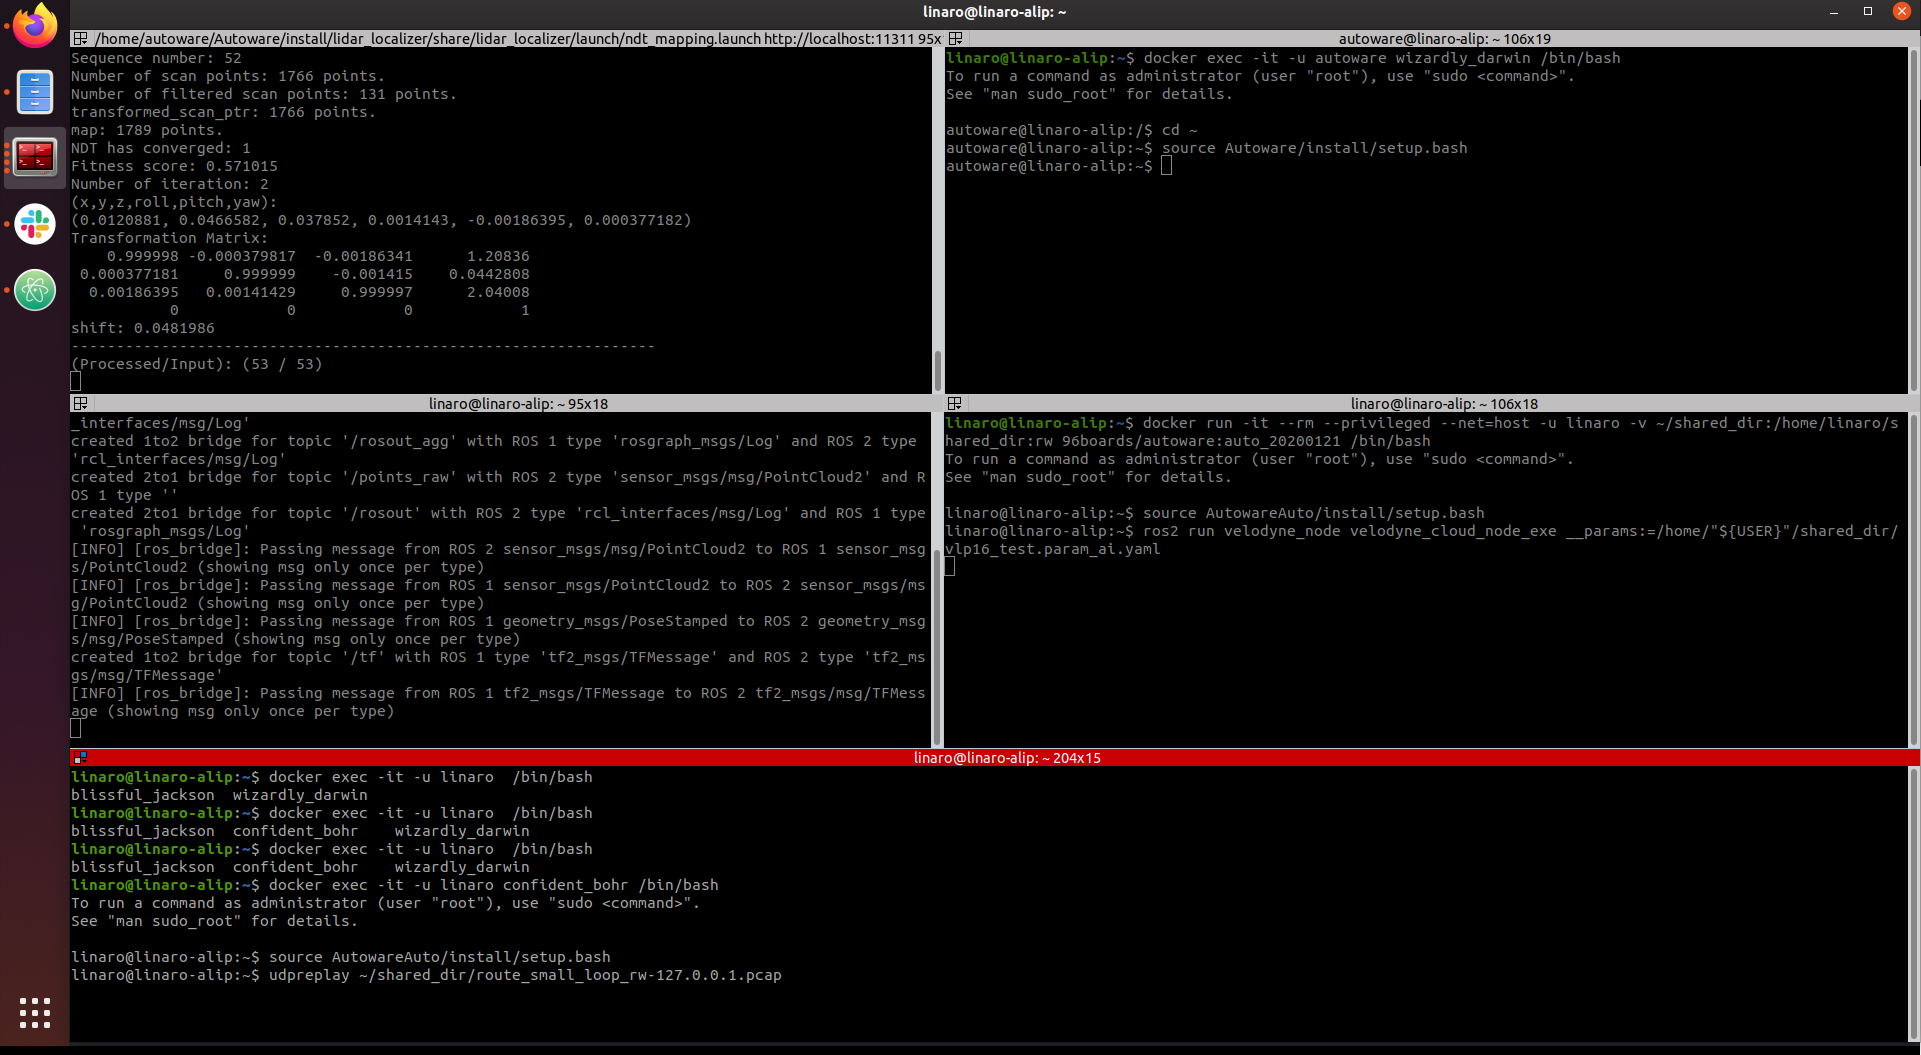 linaro@linaro-alip: ~
/home/autoware/Autoware/install/lidar_localizer/share/lidar_localizer/launch/ndt_mapping.launch http://localhost:11311 95x
Sequence number: 52
Number of scan points: 1766 points.
Number of filtered scan points: 131 points.
transformed_scan_ptr: 1766 points.
map: 1789 points.
NDT has converged: 1
Fitness score: 0.571015
Number of iteration: 2
(x,y,z,roll,pitch,yaw):
(0.0120881, 0.0466582, 0.037852, 0.0014143, -0.00186395, 0.000377182)
Transformation Matrix:
    0.999998 -0.000379817  -0.00186341      1.20836
 0.000377181     0.999999    -0.001415    0.0442808
  0.00186395   0.00141429     0.999997      2.04008
           0            0            0            1
shift: 0.0481986
-----------------------------------------------------------------
(Processed/Input): (53 / 53)
autoware@linaro-alip: ~ 106x19
linaro@linaro-alip:~$ docker exec -it -u autoware wizardly_darwin /bin/bash
To run a command as administrator (user "root"), use "sudo <command>".
See "man sudo_root" for details.
autoware@linaro-alip:/$ cd ~
autoware@linaro-alip:~$ source Autoware/install/setup.bash
autoware@linaro-alip:~$
linaro@linaro-alip: ~ 95x18
_interfaces/msg/Log'
created 1to2 bridge for topic '/rosout_agg' with ROS 1 type 'rosgraph_msgs/Log' and ROS 2 type
'rcl_interfaces/msg/Log'
created 2to1 bridge for topic '/points_raw' with ROS 2 type 'sensor_msgs/msg/PointCloud2' and R
OS 1 type ''
created 2to1 bridge for topic '/rosout' with ROS 2 type 'rcl_interfaces/msg/Log' and ROS 1 type
 'rosgraph_msgs/Log'
[INFO] [ros_bridge]: Passing message from ROS 2 sensor_msgs/msg/PointCloud2 to ROS 1 sensor_msg
s/PointCloud2 (showing msg only once per type)
[INFO] [ros_bridge]: Passing message from ROS 1 sensor_msgs/PointCloud2 to ROS 2 sensor_msgs/ms
g/PointCloud2 (showing msg only once per type)
[INFO] [ros_bridge]: Passing message from ROS 1 geometry_msgs/PoseStamped to ROS 2 geometry_msg
s/msg/PoseStamped (showing msg only once per type)
created 1to2 bridge for topic '/tf' with ROS 1 type 'tf2_msgs/TFMessage' and ROS 2 type 'tf2_ms
gs/msg/TFMessage'
[INFO] [ros_bridge]: Passing message from ROS 1 tf2_msgs/TFMessage to ROS 2 tf2_msgs/msg/TFMess
age (showing msg only once per type)
linaro@linaro-alip: ~ 106x18
linaro@linaro-alip:~$ docker run -it --rm --privileged --net=host -u linaro -v ~/shared_dir:/home/linaro/s
hared_dir:rw 96boards/autoware:auto_20200121 /bin/bash
To run a command as administrator (user "root"), use "sudo <command>".
See "man sudo_root" for details.
linaro@linaro-alip:~$ source AutowareAuto/install/setup.bash
linaro@linaro-alip:~$ ros2 run velodyne_node velodyne_cloud_node_exe __params:=/home/"${USER}"/shared_dir/
vlp16_test.param_ai.yaml
linaro@linaro-alip: ~ 204x15
linaro@linaro-alip:~$ docker exec -it -u linaro  /bin/bash
blissful_jackson  wizardly_darwin
linaro@linaro-alip:~$ docker exec -it -u linaro  /bin/bash
blissful_jackson  confident_bohr    wizardly_darwin
linaro@linaro-alip:~$ docker exec -it -u linaro  /bin/bash
blissful_jackson  confident_bohr    wizardly_darwin
linaro@linaro-alip:~$ docker exec -it -u linaro confident_bohr /bin/bash
To run a command as administrator (user "root"), use "sudo <command>".
See "man sudo_root" for details.
linaro@linaro-alip:~$ source AutowareAuto/install/setup.bash
linaro@linaro-alip:~$ udpreplay ~/shared_dir/route_small_loop_rw-127.0.0.1.pcap